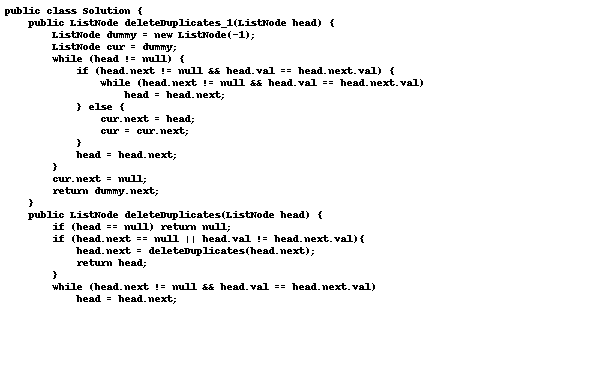 public class Solution {
    public ListNode deleteDuplicates_1(ListNode head) {
        ListNode dummy = new ListNode(-1);
        ListNode cur = dummy;
        while (head != null) {
            if (head.next != null && head.val == head.next.val) {
                while (head.next != null && head.val == head.next.val)
                    head = head.next;
            } else {
                cur.next = head;
                cur = cur.next;
            }
            head = head.next;
        }
        cur.next = null;
        return dummy.next;
    }
    public ListNode deleteDuplicates(ListNode head) {
        if (head == null) return null;
        if (head.next == null || head.val != head.next.val){
            head.next = deleteDuplicates(head.next);
            return head;
        }
        while (head.next != null && head.val == head.next.val)
            head = head.next;